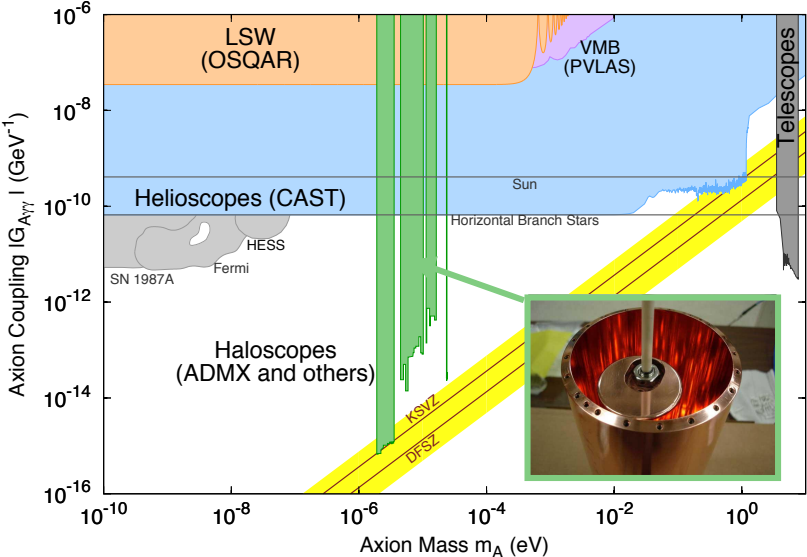 10^-6
10^-8
10^-10
10^-12
10^-14
10^-16
Axion Coupling |G_Aγγ| (GeV^-1)
LSW
(OSQAR)
VMB
(PVLAS)
Telescopes
Sun
Helioscopes (CAST)
Horizontal Branch Stars
HESS
SN 1987A
Fermi
Haloscopes
(ADMX and others)
KSVZ
DFSZ
10^-10
10^-8
10^-6
10^-4
10^-2
10^0
Axion Mass m_A (eV)